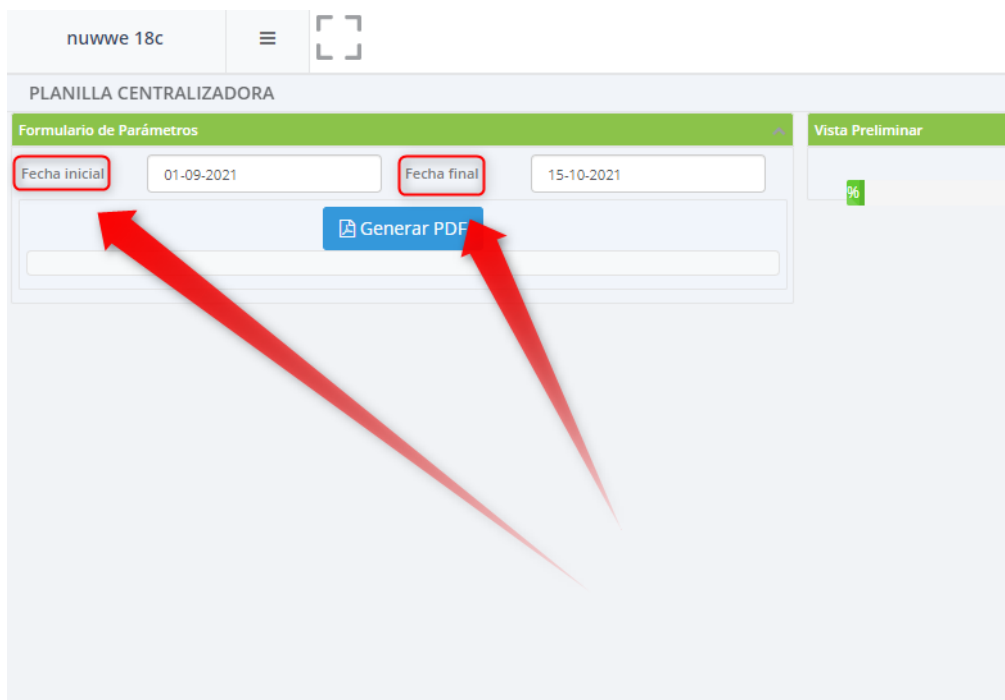 nuwwe 18c
PLANILLA CENTRALIZADORA
Formulario de Parámetros
Vista Preliminar
Fecha inicial 01-09-2021 Fecha final 15-10-2021
%
Generar PDF